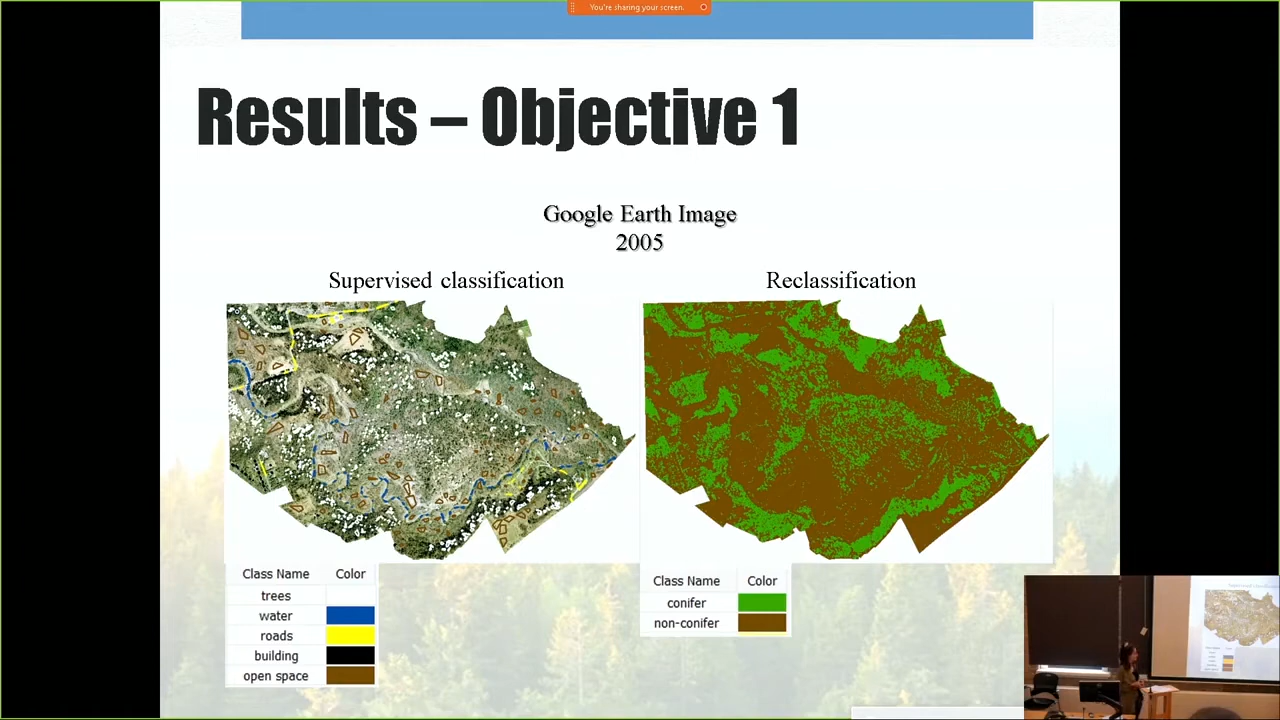 You're sharing your screen.
Results – Objective 1
Google Earth Image
2005
Supervised classification
Reclassification
Class Name Color
trees
water
roads
building
open space
Class Name Color
conifer
non-conifer